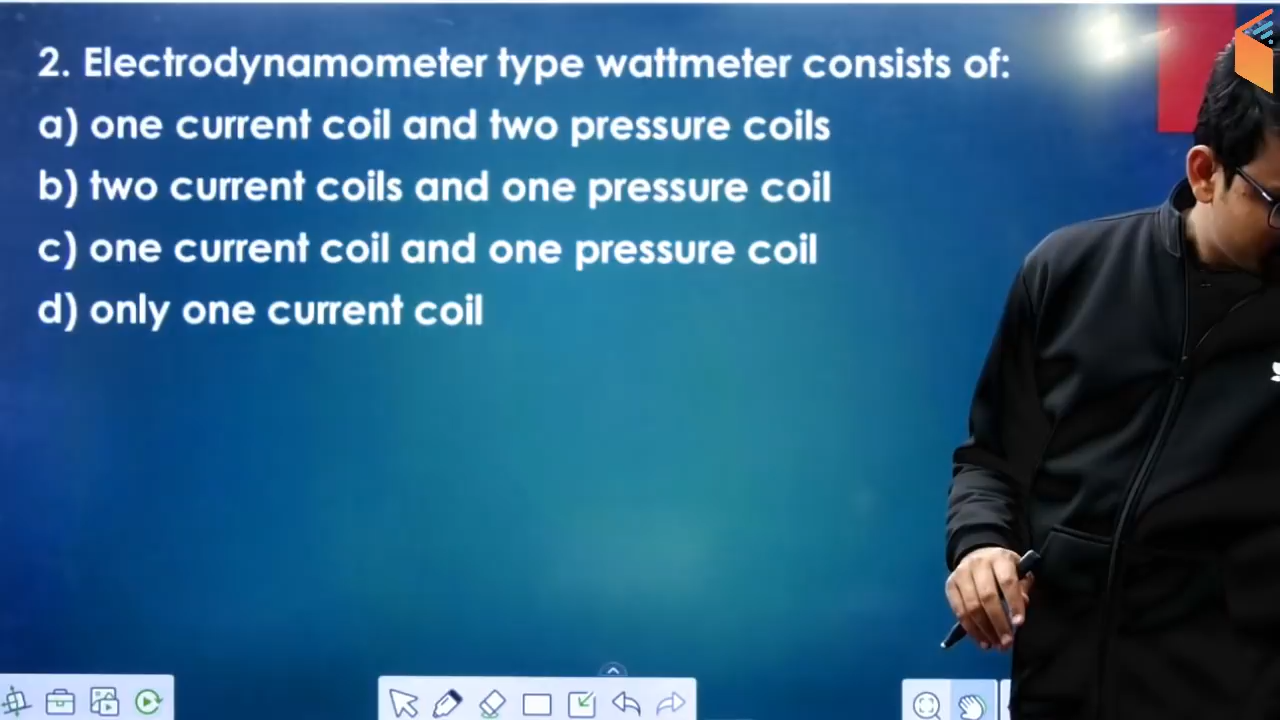 2. Electrodynamometer type wattmeter consists of:
a) one current coil and two pressure coils
b) two current coils and one pressure coil
c) one current coil and one pressure coil
d) only one current coil